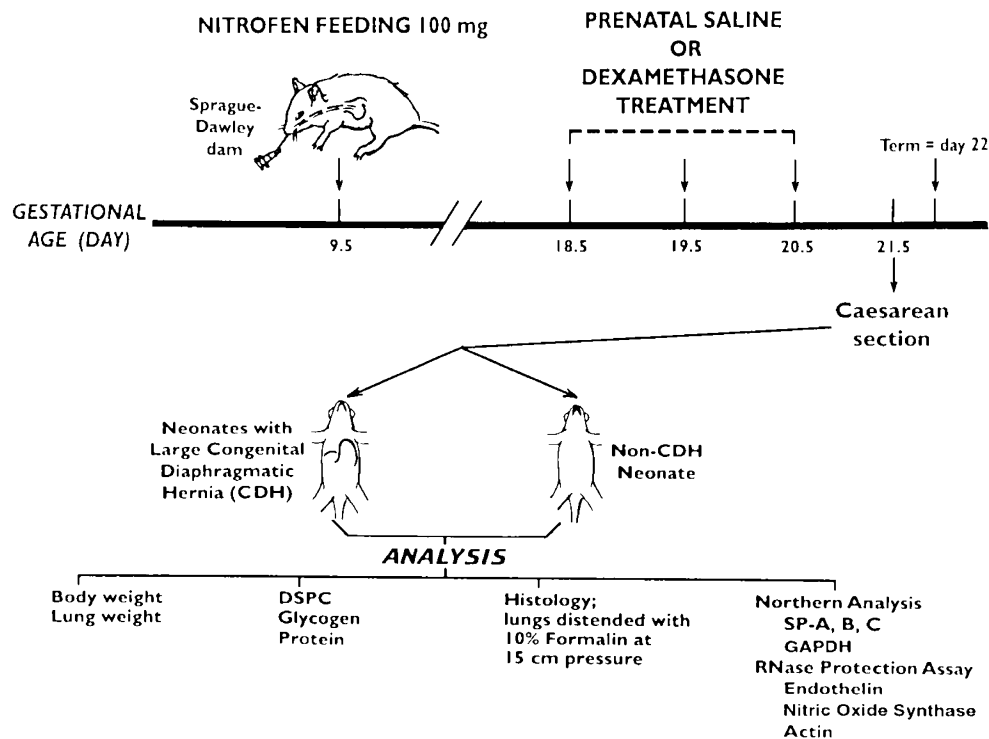 NITROFEN FEEDING 100 mg
PRENATAL SALINE
OR
DEXAMETHASONE
TREATMENT
Sprague-
Dawley
dam
Term = day 22
GESTATIONAL
AGE (DAY)
9.5
18.5
19.5
20.5
21.5
Caesarean
section
Neonates with
Large Congenital
Diaphragmatic
Hernia (CDH)
Non-CDH
Neonate
ANALYSIS
Body weight
Lung weight
DSPC
Glycogen
Protein
Histology;
lungs distended with
10% Formalin at
15 cm pressure
Northern Analysis
SP-A, B, C
GAPDH
RNase Protection Assay
Endothelin
Nitric Oxide Synthase
Actin